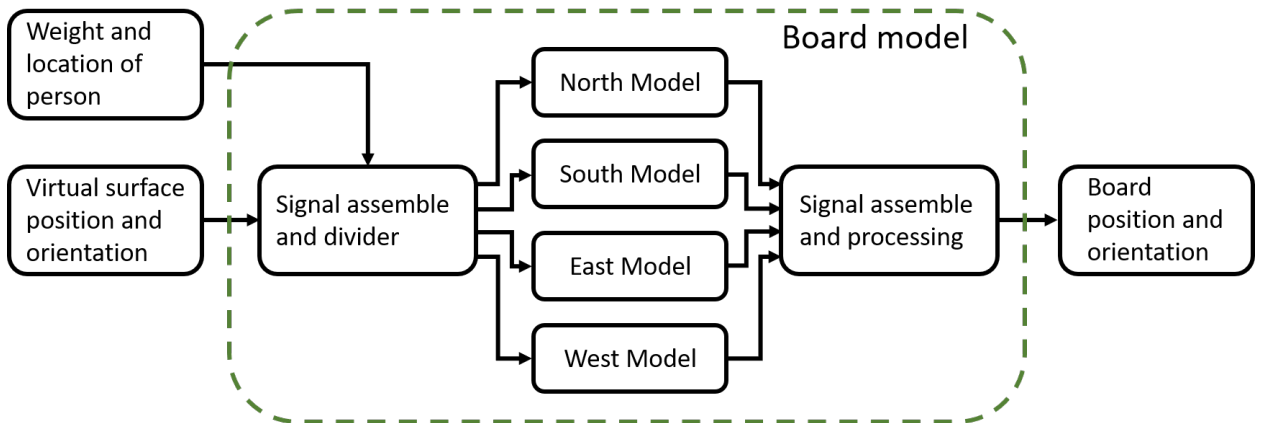 Weight and
location of
person
Virtual surface
position and
orientation
Board model
Signal assemble
and divider
North Model
South Model
East Model
West Model
Signal assemble
and processing
Board
position and
orientation